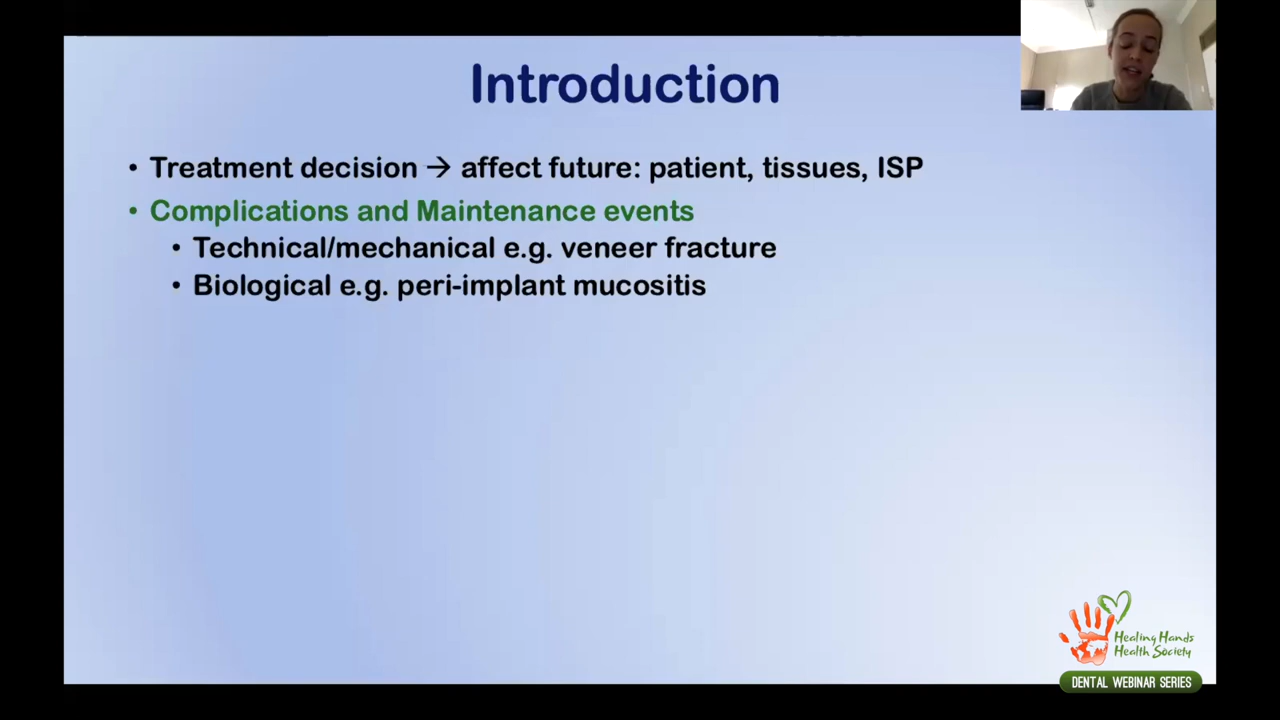 Introduction
• Treatment decision → affect future: patient, tissues, ISP
• Complications and Maintenance events
• Technical/mechanical e.g. veneer fracture
• Biological e.g. peri-implant mucositis
Healing Hands
Health Society
DENTAL WEBINAR SERIES